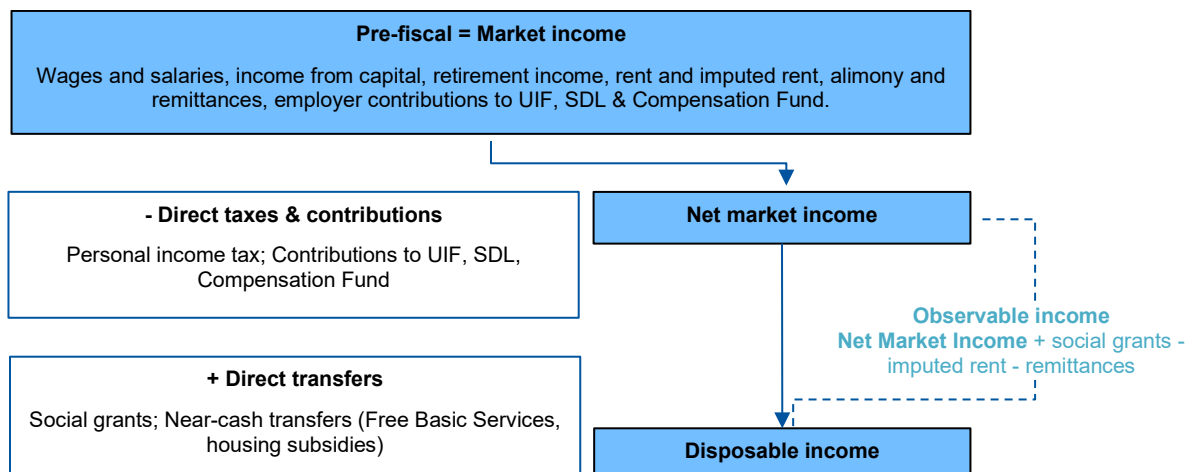 Pre-fiscal = Market income
Wages and salaries, income from capital, retirement income, rent and imputed rent, alimony and
remittances, employer contributions to UIF, SDL & Compensation Fund.
- Direct taxes & contributions
Personal income tax; Contributions to UIF, SDL,
Compensation Fund
Net market income
Observable income
Net Market Income + social grants -
imputed rent - remittances
+ Direct transfers
Social grants; Near-cash transfers (Free Basic Services,
housing subsidies)
Disposable income